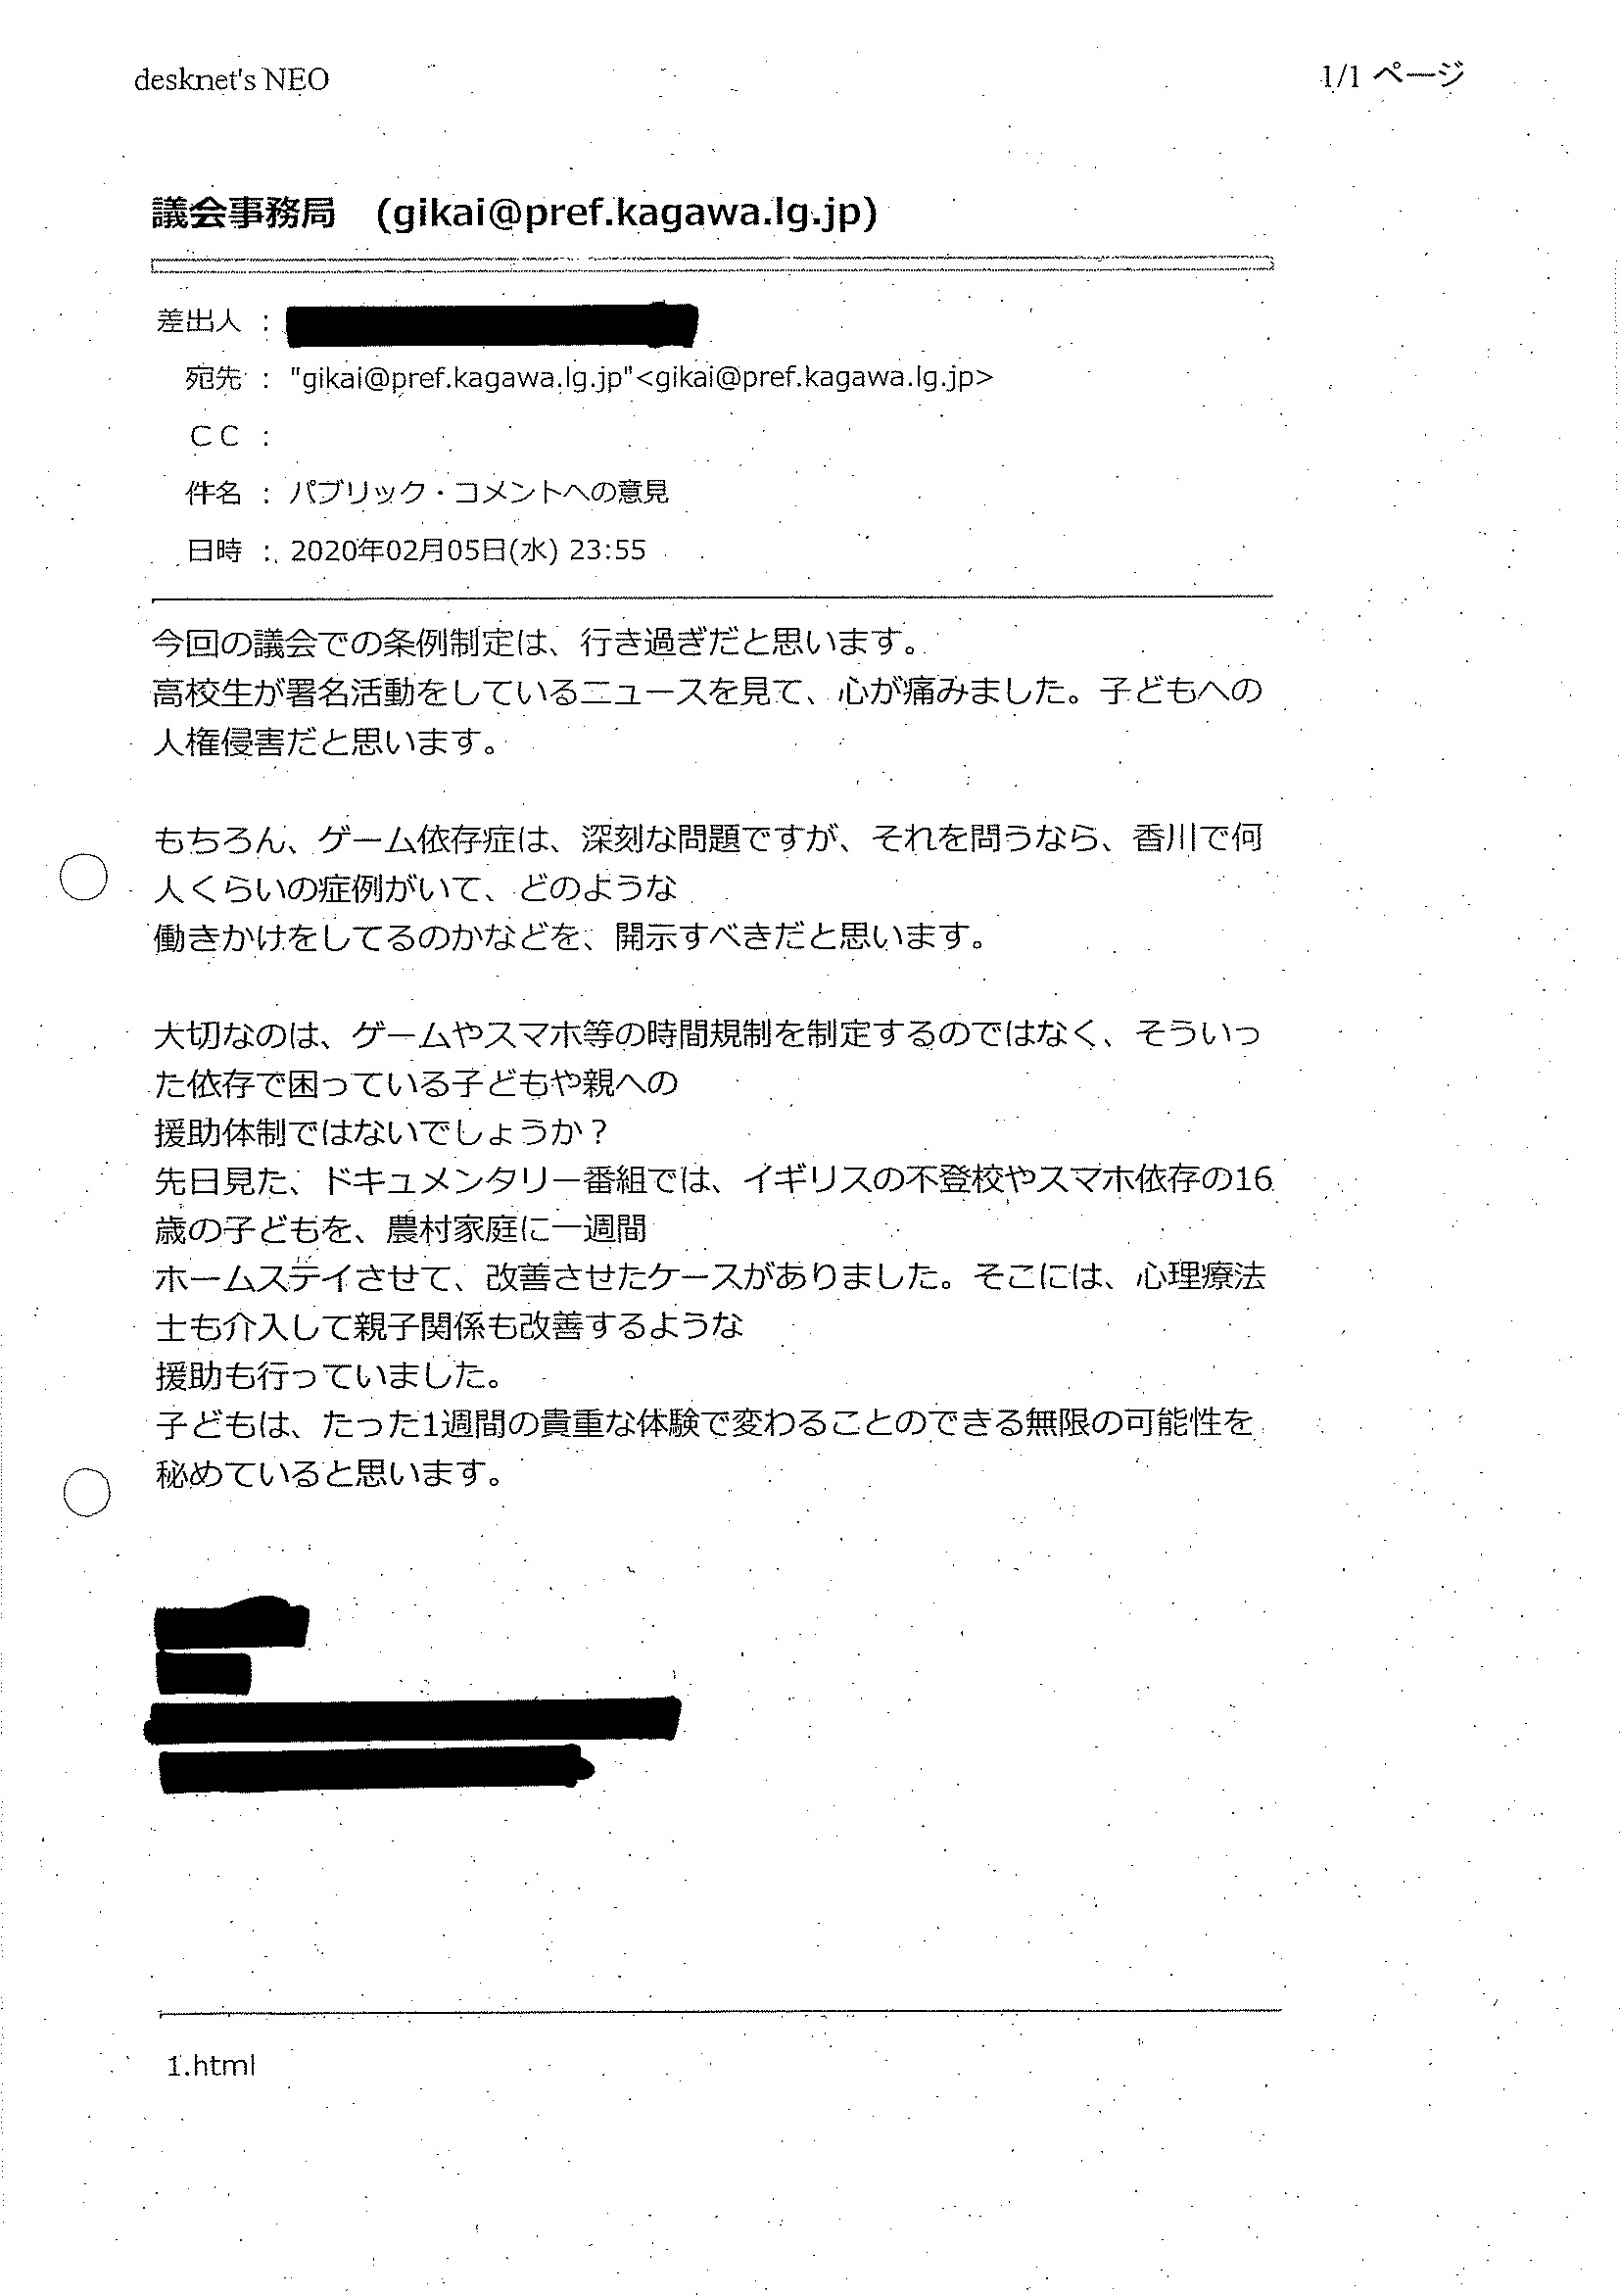 desknet's NEO
1/1 ページ
議会事務局 (gikai@pref.kagawa.lg.jp)
差出人 :
宛先 : "gikai@pref.kagawa.lg.jp"<gikai@pref.kagawa.lg.jp>
CC :
件名 : パブリック・コメントへの意見
日時 : 2020年02月05日(水) 23:55
今回の議会での条例制定は、行き過ぎだと思います。
高校生が署名活動をしているニュースを見て、心が痛みました。子どもへの
人権侵害だと思います。
もちろん、ゲーム依存症は、深刻な問題ですが、それを問うなら、香川で何
人くらいの症例がいて、どのような
働きかけをしてるのかなどを、開示すべきだと思います。
大切なのは、ゲームやスマホ等の時間規制を制定するのではなく、そういっ
た依存で困っている子どもや親への
援助体制ではないでしょうか？
先日見た、ドキュメンタリー番組では、イギリスの不登校やスマホ依存の16
歳の子どもを、農村家庭に一週間
ホームステイさせて、改善させたケースがありました。そこには、心理療法
士も介入して親子関係も改善するような
援助も行っていました。
子どもは、たった1週間の貴重な体験で変わることのできる無限の可能性を
秘めていると思います。
1.html